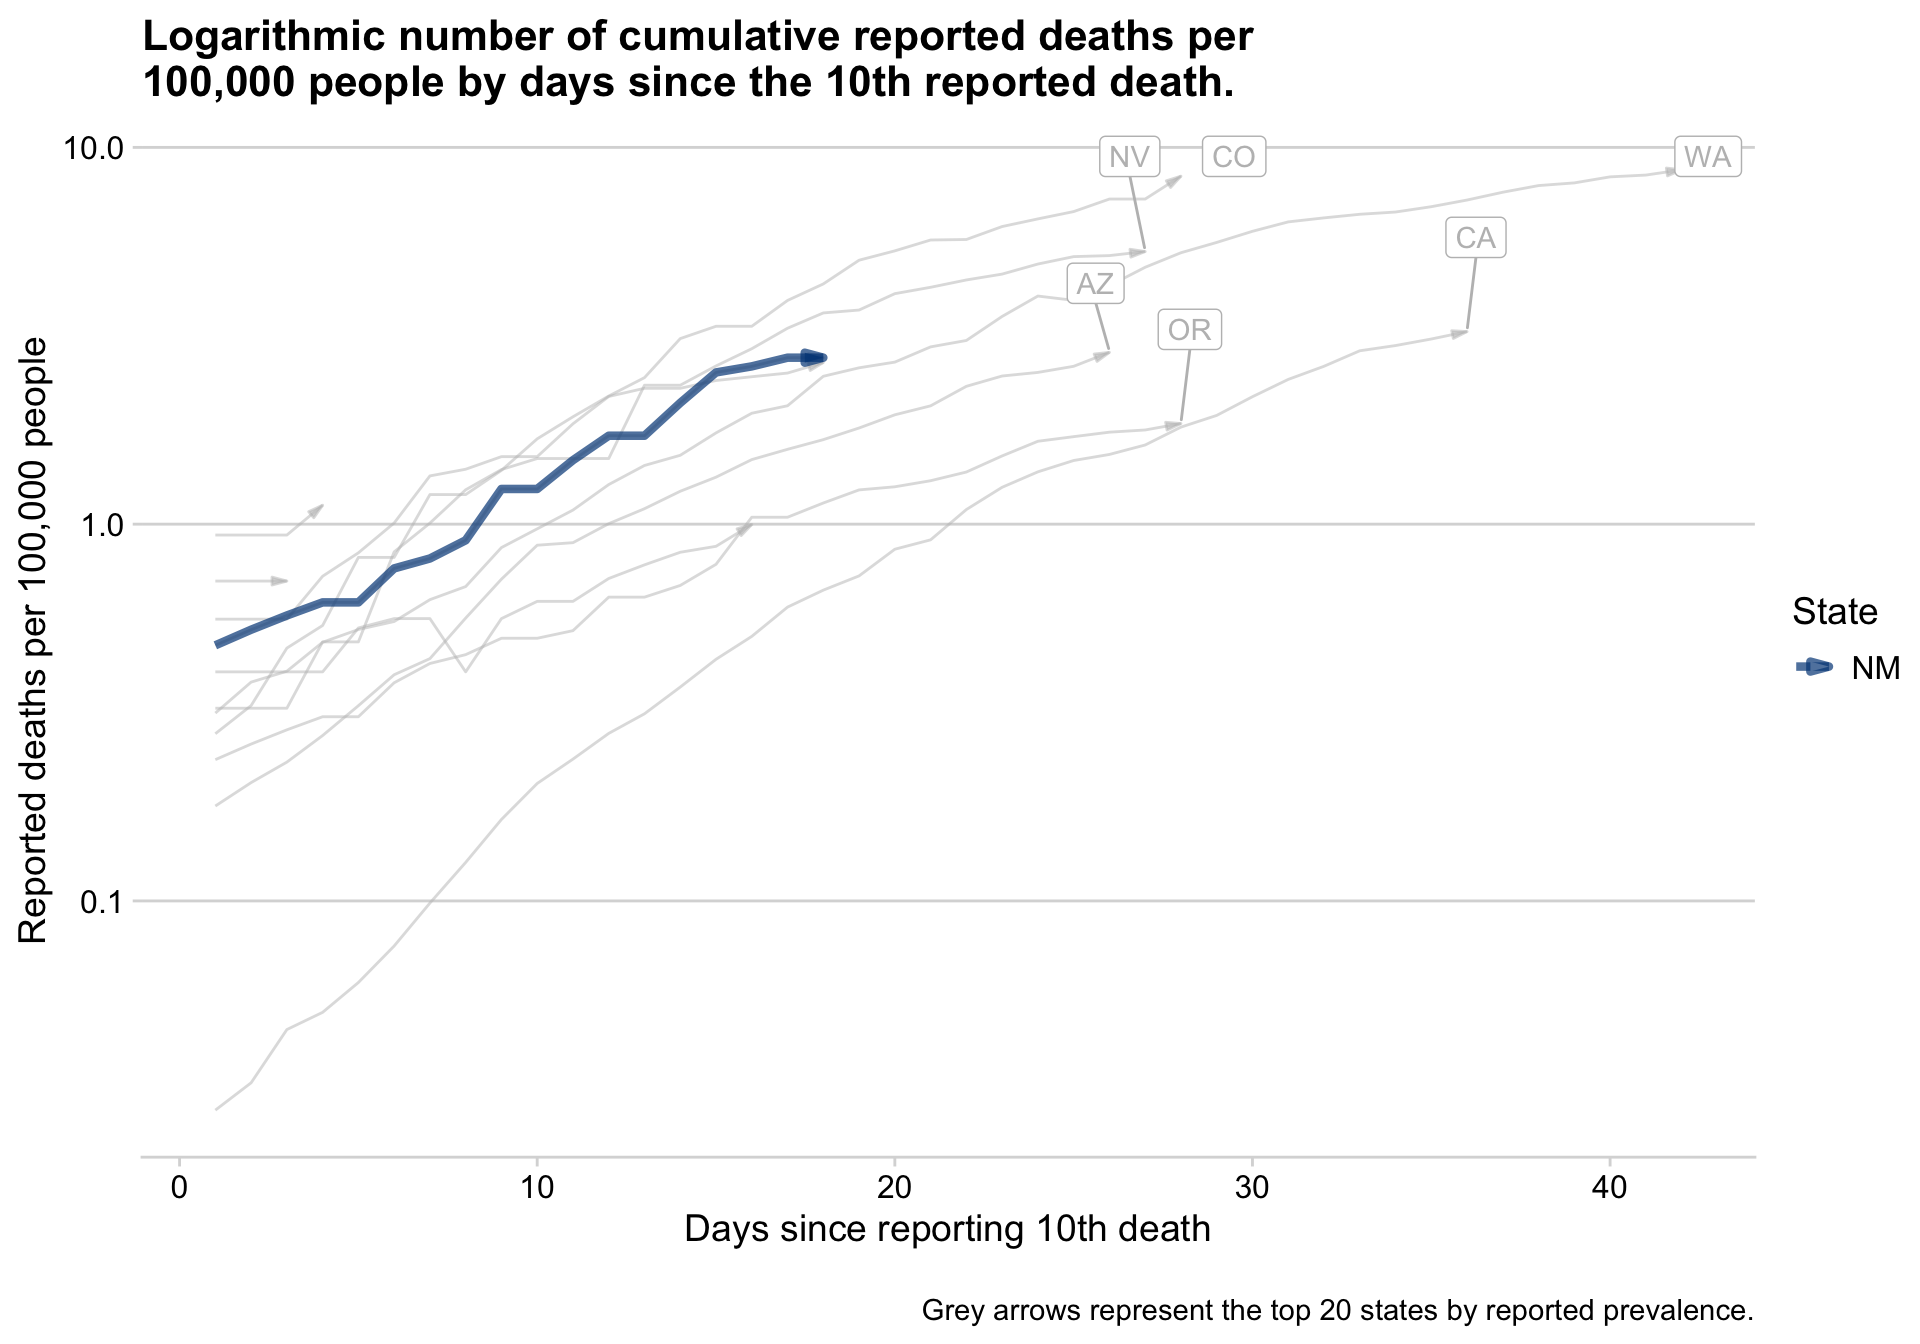 Logarithmic number of cumulative reported deaths per
100,000 people by days since the 10th reported death.
10.0
1.0
0.1
Reported deaths per 100,000 people
NV
CO
WA
CA
AZ
OR
State
NM
0
10
20
30
40
Days since reporting 10th death
Grey arrows represent the top 20 states by reported prevalence.